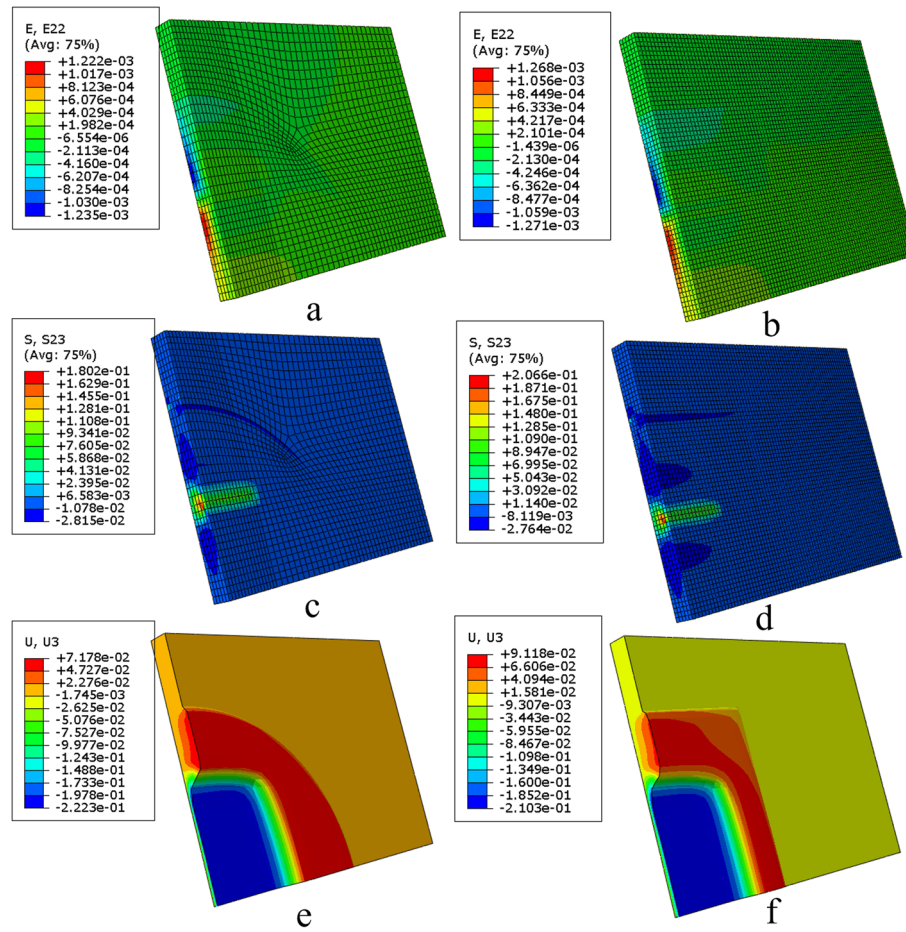 E, E22
(Avg: 75%)
+1.222e-03
+1.017e-03
+8.123e-04
+6.076e-04
+4.029e-04
+1.982e-04
-6.554e-06
-2.113e-04
-4.160e-04
-6.207e-04
-8.254e-04
-1.030e-03
-1.235e-03
a
E, E22
(Avg: 75%)
+1.268e-03
+1.056e-03
+8.449e-04
+6.333e-04
+4.217e-04
+2.101e-04
-1.439e-06
-2.130e-04
-4.246e-04
-6.362e-04
-8.477e-04
-1.059e-03
-1.271e-03
b
S, S23
(Avg: 75%)
+1.802e-01
+1.629e-01
+1.455e-01
+1.281e-01
+1.108e-01
+9.341e-02
+7.605e-02
+5.868e-02
+4.131e-02
+2.395e-02
+6.583e-03
-1.078e-02
-2.815e-02
c
S, S23
(Avg: 75%)
+2.066e-01
+1.871e-01
+1.675e-01
+1.480e-01
+1.285e-01
+1.090e-01
+8.947e-02
+6.995e-02
+5.043e-02
+3.092e-02
+1.140e-02
-8.119e-03
-2.764e-02
d
U, U3
+7.178e-02
+4.727e-02
+2.276e-02
-1.745e-03
-2.625e-02
-5.076e-02
-7.527e-02
-9.977e-02
-1.243e-01
-1.488e-01
-1.733e-01
-1.978e-01
-2.223e-01
e
U, U3
+9.118e-02
+6.606e-02
+4.094e-02
+1.581e-02
-9.307e-03
-3.443e-02
-5.955e-02
-8.467e-02
-1.098e-01
-1.349e-01
-1.600e-01
-1.852e-01
-2.103e-01
f